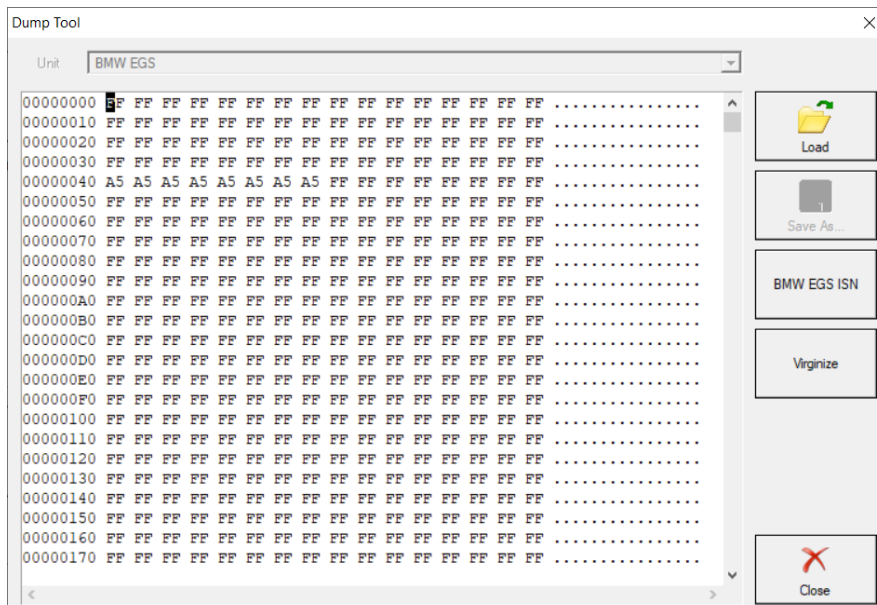 Dump Tool
Unit BMW EGS
00000000 FF FF FF FF FF FF FF FF FF FF FF FF FF FF FF FF ................
00000010 FF FF FF FF FF FF FF FF FF FF FF FF FF FF FF FF ................
00000020 FF FF FF FF FF FF FF FF FF FF FF FF FF FF FF FF ................
00000030 FF FF FF FF FF FF FF FF FF FF FF FF FF FF FF FF ................
00000040 A5 A5 A5 A5 A5 A5 A5 A5 FF FF FF FF FF FF FF FF ................
00000050 FF FF FF FF FF FF FF FF FF FF FF FF FF FF FF FF ................
00000060 FF FF FF FF FF FF FF FF FF FF FF FF FF FF FF FF ................
00000070 FF FF FF FF FF FF FF FF FF FF FF FF FF FF FF FF ................
00000080 FF FF FF FF FF FF FF FF FF FF FF FF FF FF FF FF ................
00000090 FF FF FF FF FF FF FF FF FF FF FF FF FF FF FF FF ................
000000A0 FF FF FF FF FF FF FF FF FF FF FF FF FF FF FF FF ................
000000B0 FF FF FF FF FF FF FF FF FF FF FF FF FF FF FF FF ................
000000C0 FF FF FF FF FF FF FF FF FF FF FF FF FF FF FF FF ................
000000D0 FF FF FF FF FF FF FF FF FF FF FF FF FF FF FF FF ................
000000E0 FF FF FF FF FF FF FF FF FF FF FF FF FF FF FF FF ................
000000F0 FF FF FF FF FF FF FF FF FF FF FF FF FF FF FF FF ................
00000100 FF FF FF FF FF FF FF FF FF FF FF FF FF FF FF FF ................
00000110 FF FF FF FF FF FF FF FF FF FF FF FF FF FF FF FF ................
00000120 FF FF FF FF FF FF FF FF FF FF FF FF FF FF FF FF ................
00000130 FF FF FF FF FF FF FF FF FF FF FF FF FF FF FF FF ................
00000140 FF FF FF FF FF FF FF FF FF FF FF FF FF FF FF FF ................
00000150 FF FF FF FF FF FF FF FF FF FF FF FF FF FF FF FF ................
00000160 FF FF FF FF FF FF FF FF FF FF FF FF FF FF FF FF ................
00000170 FF FF FF FF FF FF FF FF FF FF FF FF FF FF FF FF ................
Load
Save As...
BMW EGS ISN
Virginize
Close